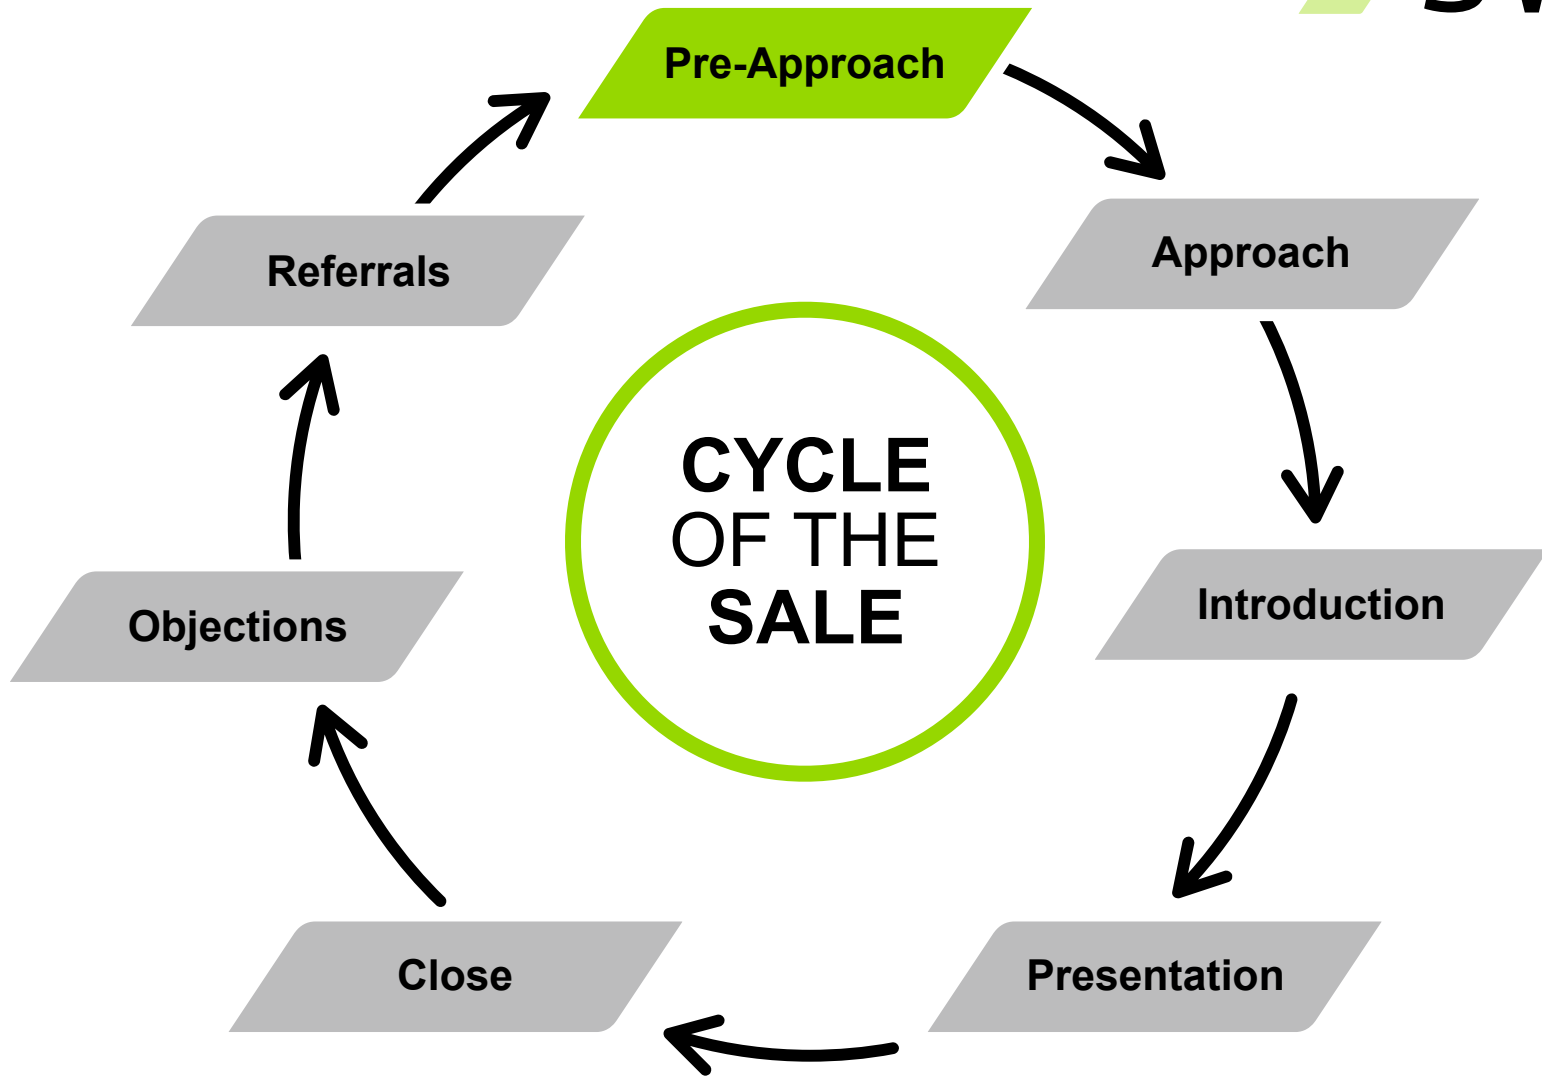 Pre-Approach
Approach
Introduction
Presentation
Close
Objections
Referrals
CYCLE
OF THE
SALE